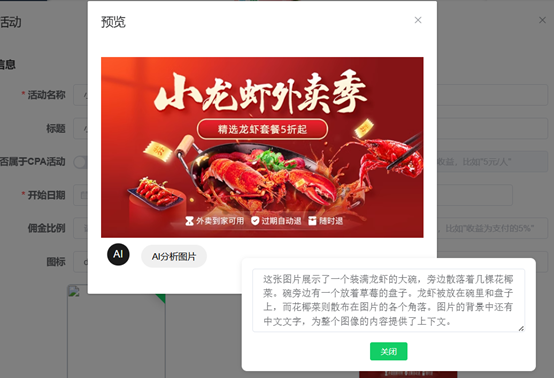 活动
预览
信息
* 活动名称
标题
否属于CPA活动
收益，比如"5元/人"
* 开始日期
佣金比例
比如"收益为支付的5%"
图标
小龙虾外卖季
精选龙虾套餐5折起
外卖到家可用
过期自动退
随时退
AI
AI分析图片
这张图片展示了一个装满龙虾的大碗，旁边散落着几棵花椰
菜。碗旁边有一个放着草莓的盘子。龙虾被放在碗里和盘子
上，而花椰菜则散布在图片的各个角落。图片的背景中还有
中文文字，为整个图像的内容提供了上下文。
关闭